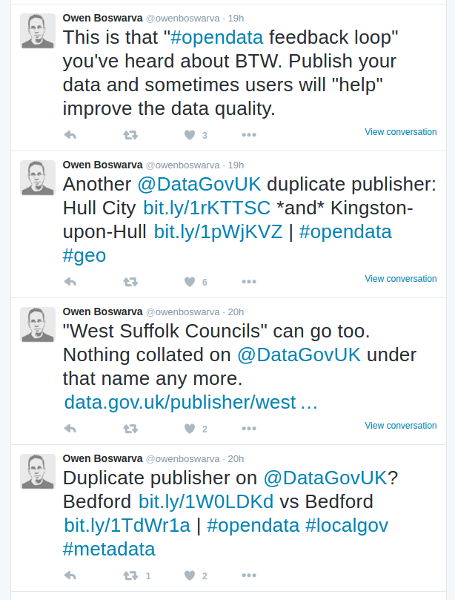 Owen Boswarva @owenboswarva · 19h
This is that "#opendata feedback loop"
you've heard about BTW. Publish your
data and sometimes users will "help"
improve the data quality.
3
View conversation
Owen Boswarva @owenboswarva · 19h
Another @DataGovUK duplicate publisher:
Hull City bit.ly/1rKTTSC *and* Kingston-
upon-Hull bit.ly/1pWjKVZ | #opendata
#geo
6
View conversation
Owen Boswarva @owenboswarva · 20h
"West Suffolk Councils" can go too.
Nothing collated on @DataGovUK under
that name any more.
data.gov.uk/publisher/west …
2
View conversation
Owen Boswarva @owenboswarva · 20h
Duplicate publisher on @DataGovUK?
Bedford bit.ly/1W0LDKd vs Bedford
bit.ly/1TdWr1a | #opendata #localgov
#metadata
1 2